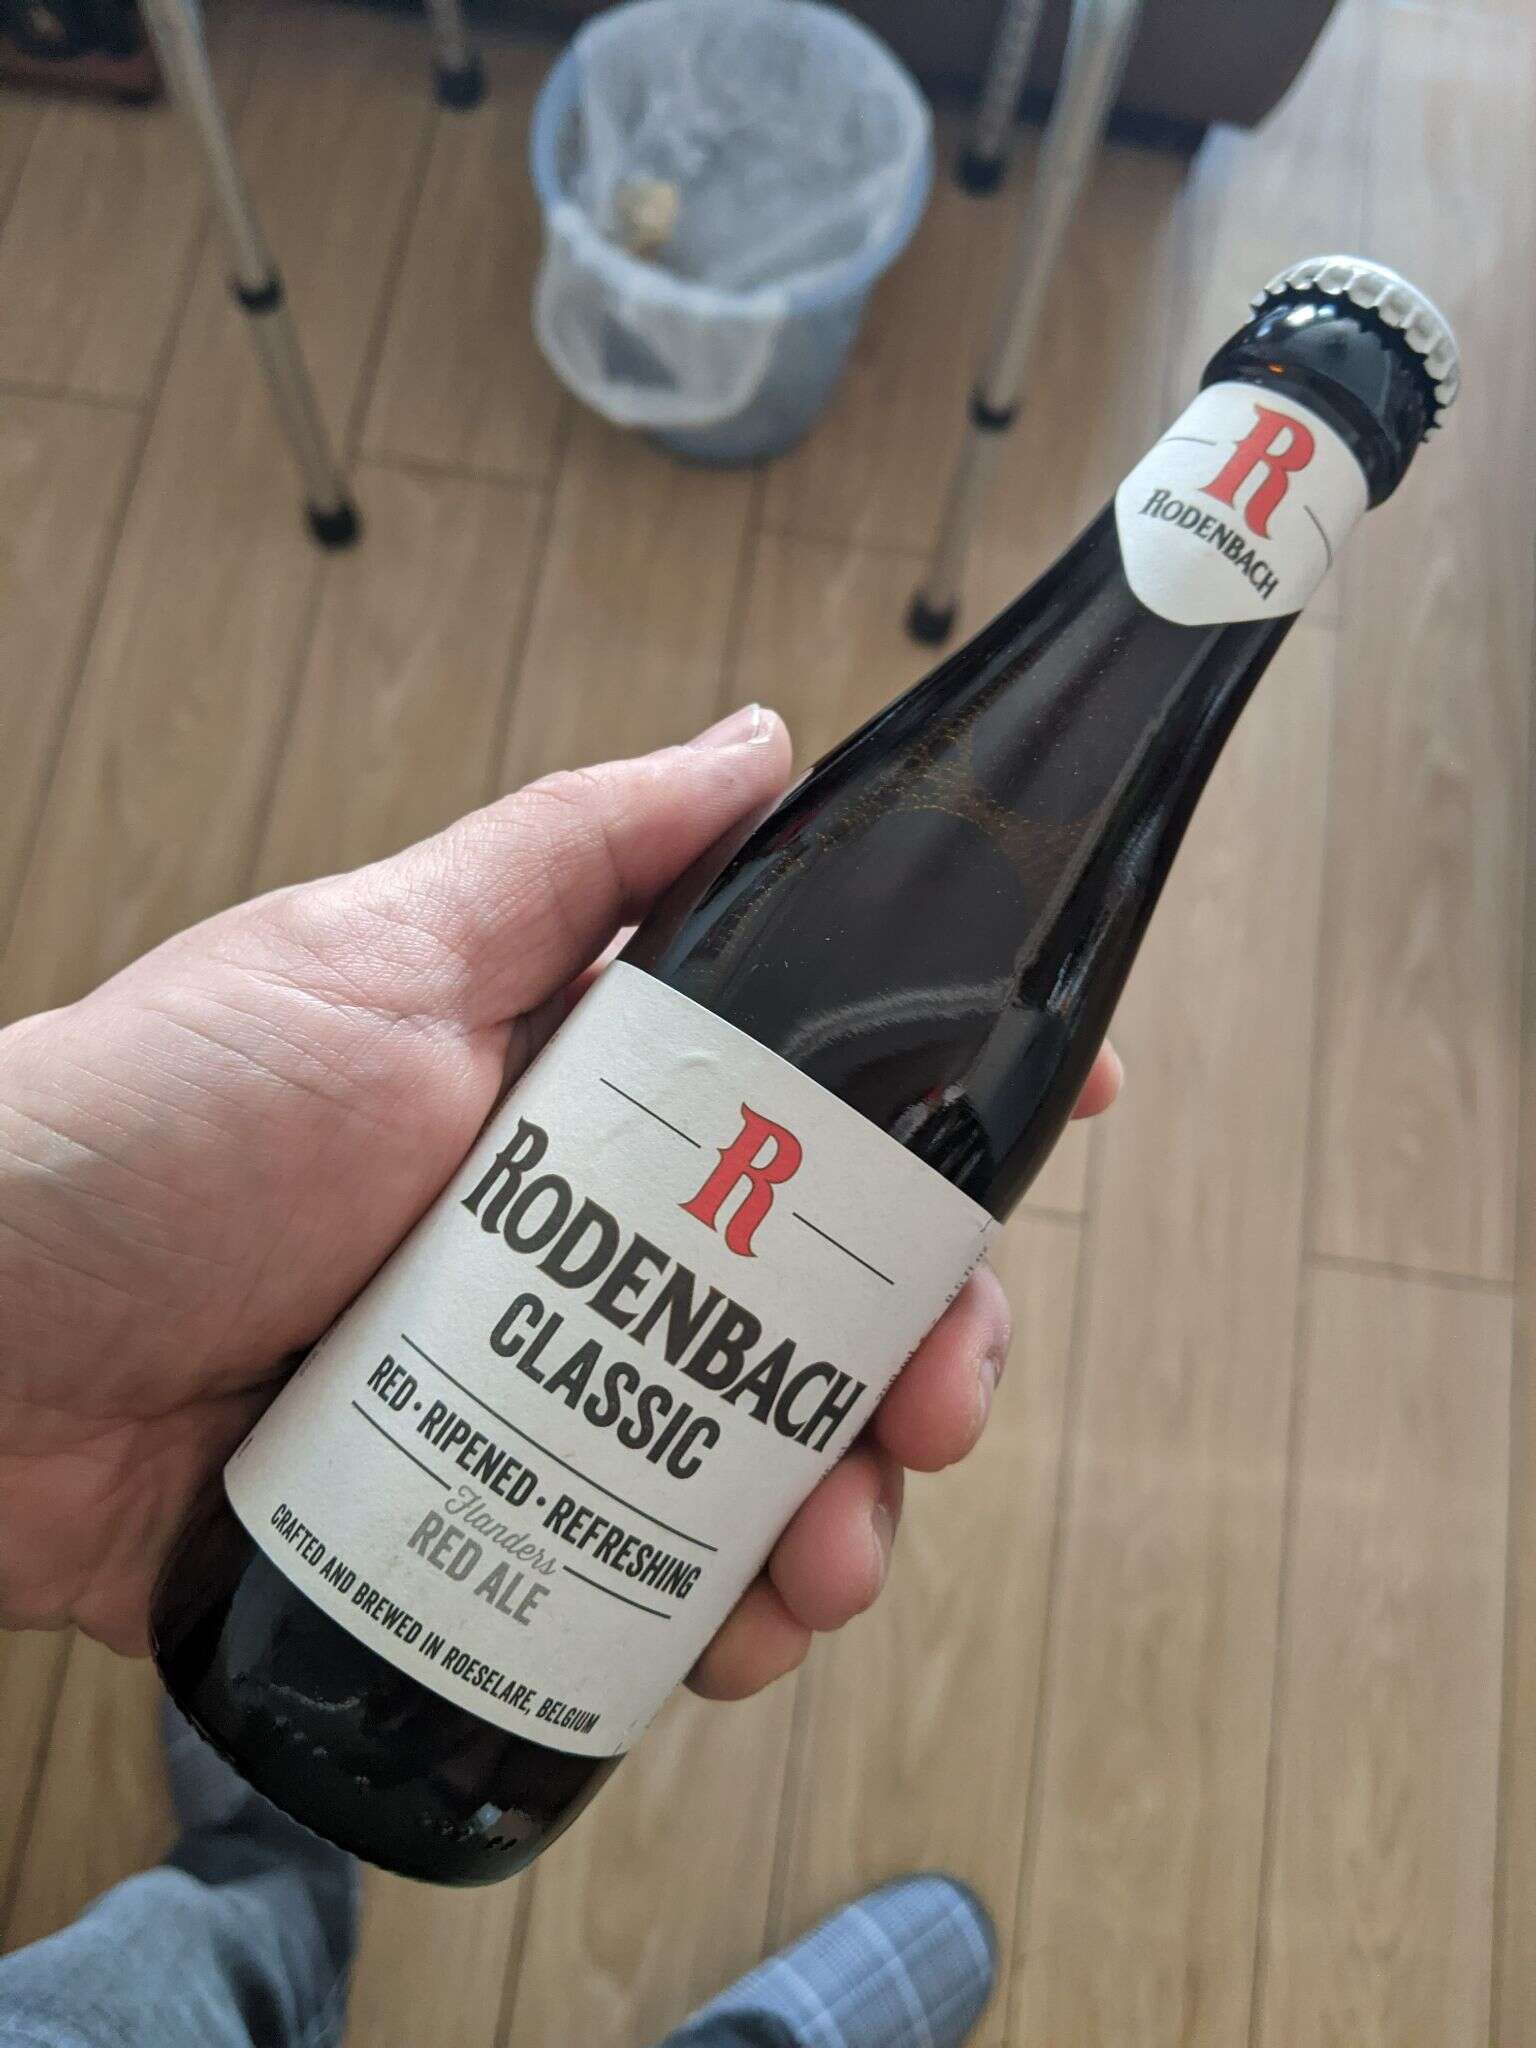 R
RODENBACH
R
RODENBACH
CLASSIC
RED · RIPENED · REFRESHING
Flanders
RED ALE
CRAFTED AND BREWED IN ROESELARE, BELGIUM